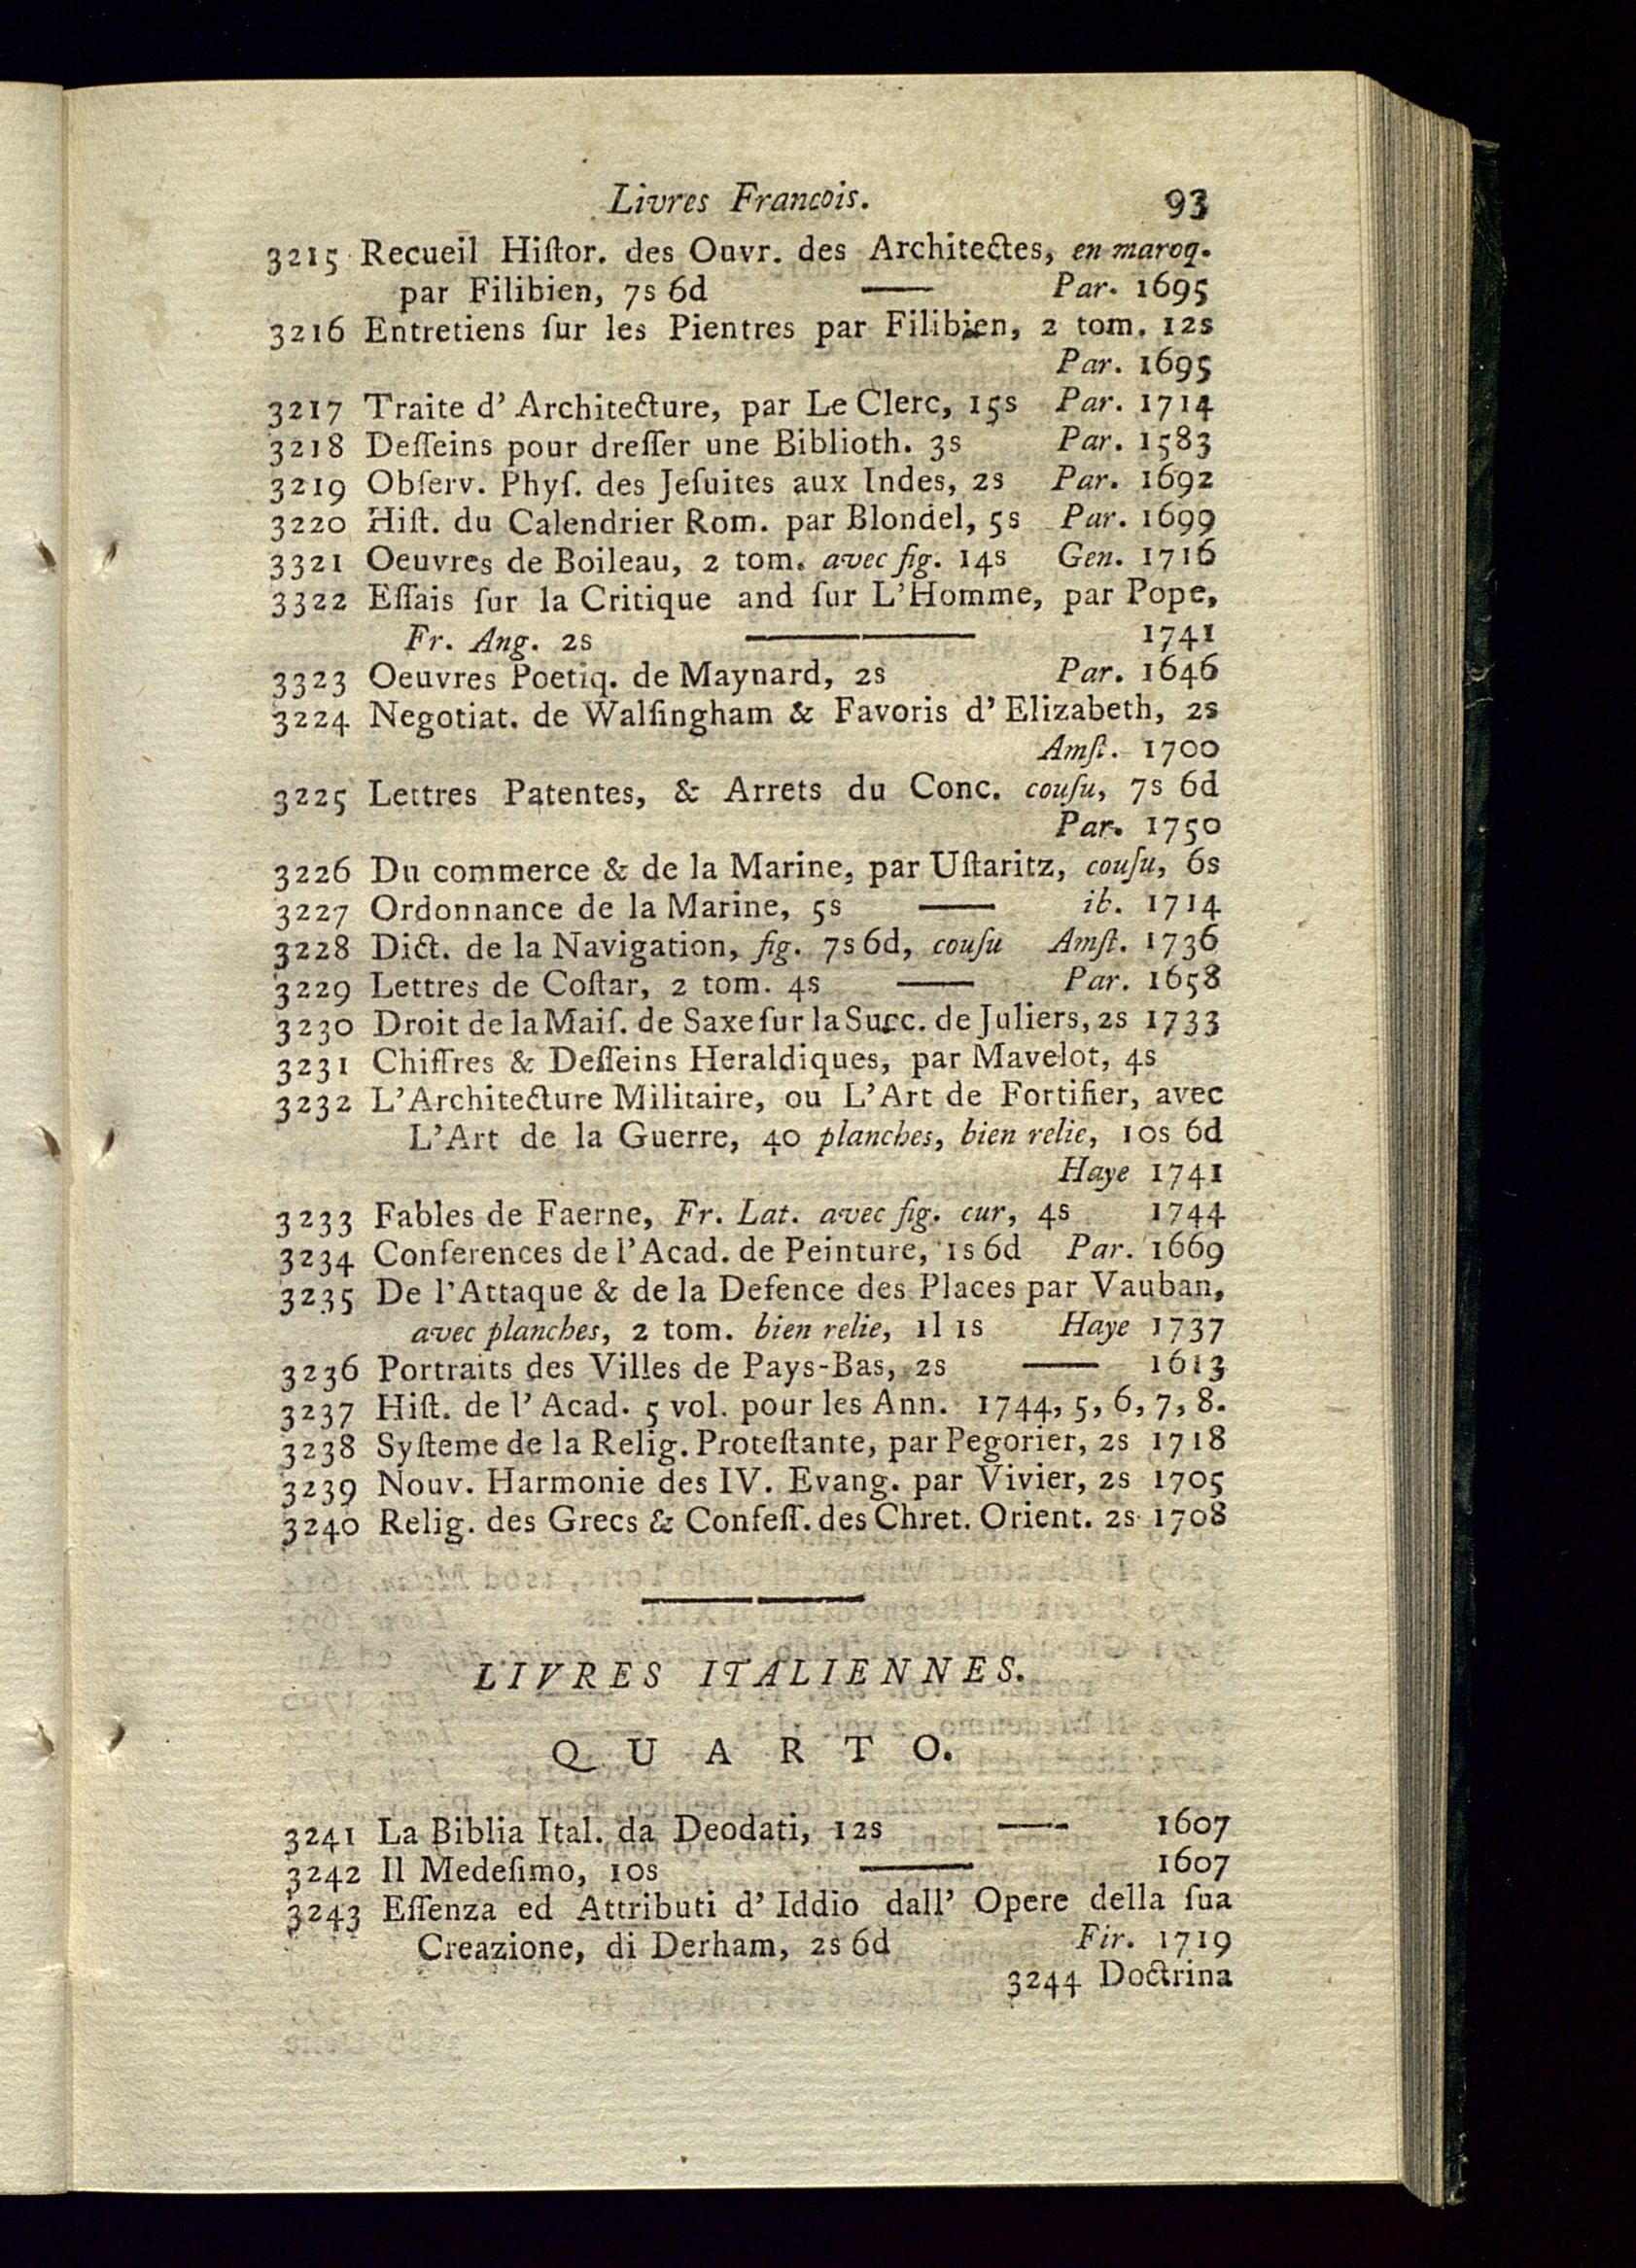 Livres Francois. 93
3215 Recueil Hiſtor. des Ouvr. des Architectes, en maroq.
par Filibien, 7s 6d —— Par. 1695
3216 Entretiens ſur les Pientres par Filibien, 2 tom. 12s
Par. 1695
3217 Traite d' Architecture, par Le Clerc, 15s Par. 1714
3218 Deſſeins pour dreſſer une Biblioth. 3s Par. 1583
3219 Obſerv. Phyſ. des Jeſuites aux Indes, 2s Par. 1692
3220 Hiſt. du Calendrier Rom. par Blondel, 5s Par. 1699
3321 Oeuvres de Boileau, 2 tom. avec fig. 14s Gen. 1716
3322 Eſſais ſur la Critique and ſur L'Homme, par Pope,
Fr. Ang. 2s —— 1741
3323 Oeuvres Poetiq. de Maynard, 2s Par. 1646
3224 Negotiat. de Walſingham & Favoris d' Elizabeth, 2s
Amſt. 1700
3225 Lettres Patentes, & Arrets du Conc. couſu, 7s 6d
Par. 1750
3226 Du commerce & de la Marine, par Uſtaritz, couſu, 6s
3227 Ordonnance de la Marine, 5s —— ib. 1714
3228 Dict. de la Navigation, fig. 7s 6d, couſu Amſt. 1736
3229 Lettres de Coſtar, 2 tom. 4s —— Par. 1658
3230 Droit de la Maiſ. de Saxe ſur la Succ. de Juliers, 2s 1733
3231 Chiffres & Deſſeins Heraldiques, par Mavelot, 4s
3232 L'Architecture Militaire, ou L'Art de Fortifier, avec
L'Art de la Guerre, 40 planches, bien relie, 10s 6d
Haye 1741
3233 Fables de Faerne, Fr. Lat. avec fig. cur, 4s 1744
3234 Conferences de l'Acad. de Peinture, 1s 6d Par. 1669
3235 De l'Attaque & de la Defence des Places par Vauban,
avec planches, 2 tom. bien relie, 1l 1s Haye 1737
3236 Portraits des Villes de Pays-Bas, 2s —— 1613
3237 Hiſt. de l' Acad. 5 vol. pour les Ann. 1744, 5, 6, 7, 8.
3238 Syſteme de la Relig. Proteſtante, par Pegorier, 2s 1718
3239 Nouv. Harmonie des IV. Evang. par Vivier, 2s 1705
3240 Relig. des Grecs & Confeſſ. des Chret. Orient. 2s 1708
LIVRES ITALIENNES.
QUARTO.
3241 La Biblia Ital. da Deodati, 12s —— 1607
3242 Il Medeſimo, 10s —— 1607
3243 Eſſenza ed Attributi d' Iddio dall' Opere della ſua
Creazione, di Derham, 2s 6d Fir. 1719
3244 Doctrina